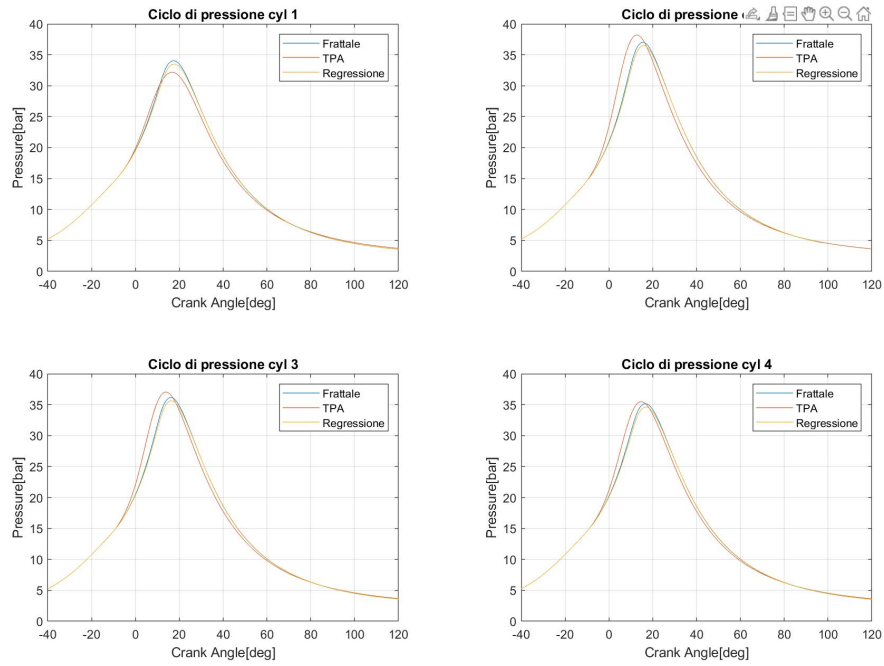 Ciclo di pressione cyl 1
40
35
30
25
20
15
10
5
0
Pressure[bar]
-40 -20 0 20 40 60 80 100 120
Crank Angle[deg]
Frattale
TPA
Regressione
Ciclo di pressione
40
35
30
25
20
15
10
5
0
Pressure[bar]
-40 -20 0 20 40 60 80 100 120
Crank Angle[deg]
Frattale
TPA
Regressione
Ciclo di pressione cyl 3
40
35
30
25
20
15
10
5
0
Pressure[bar]
-40 -20 0 20 40 60 80 100 120
Crank Angle[deg]
Frattale
TPA
Regressione
Ciclo di pressione cyl 4
40
35
30
25
20
15
10
5
0
Pressure[bar]
-40 -20 0 20 40 60 80 100 120
Crank Angle[deg]
Frattale
TPA
Regressione